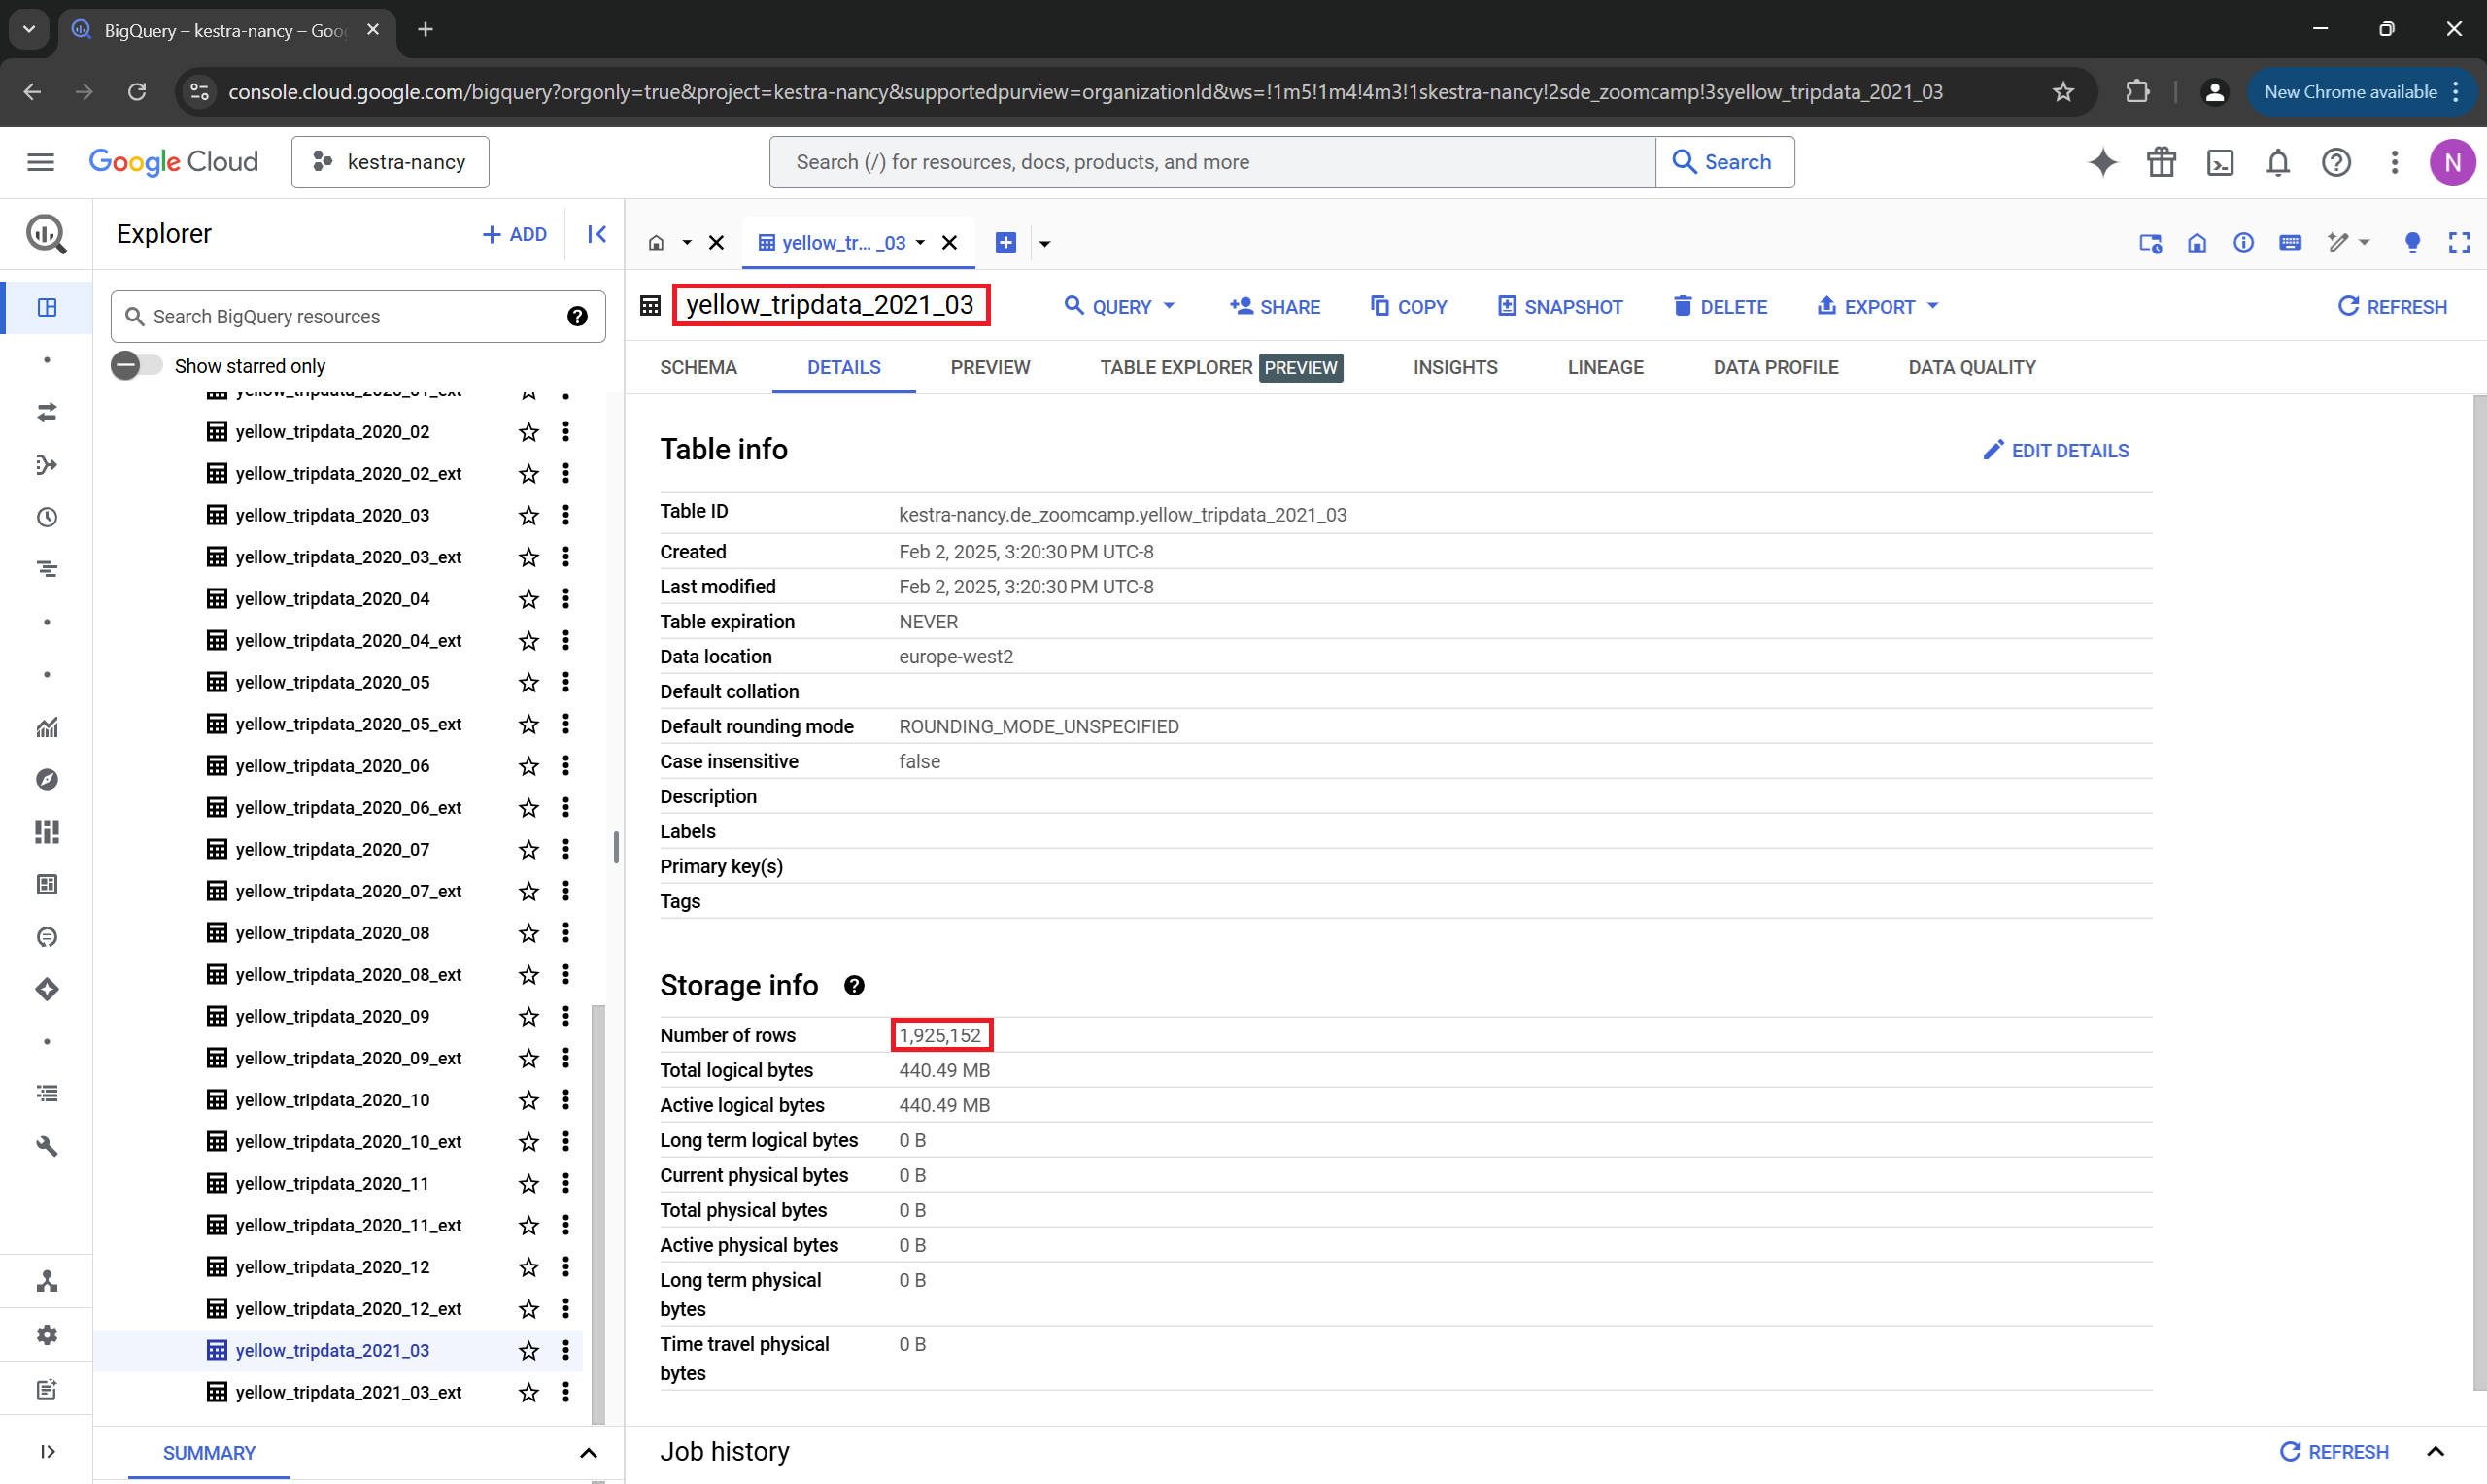 BigQuery – kestra-nancy – Goo
console.cloud.google.com/bigquery?orgonly=true&project=kestra-nancy&supportedpurview=organizationId&ws=!1m5!1m4!4m3!1skestra-nancy!2sde_zoomcamp!3syellow_tripdata_2021_03
New Chrome available
Google Cloud
kestra-nancy
Search (/) for resources, docs, products, and more
Search
N
Explorer
+ ADD
Search BigQuery resources
Show starred only
yellow_tripdata_2020_01_ext
yellow_tripdata_2020_02
yellow_tripdata_2020_02_ext
yellow_tripdata_2020_03
yellow_tripdata_2020_03_ext
yellow_tripdata_2020_04
yellow_tripdata_2020_04_ext
yellow_tripdata_2020_05
yellow_tripdata_2020_05_ext
yellow_tripdata_2020_06
yellow_tripdata_2020_06_ext
yellow_tripdata_2020_07
yellow_tripdata_2020_07_ext
yellow_tripdata_2020_08
yellow_tripdata_2020_08_ext
yellow_tripdata_2020_09
yellow_tripdata_2020_09_ext
yellow_tripdata_2020_10
yellow_tripdata_2020_10_ext
yellow_tripdata_2020_11
yellow_tripdata_2020_11_ext
yellow_tripdata_2020_12
yellow_tripdata_2020_12_ext
yellow_tripdata_2021_03
yellow_tripdata_2021_03_ext
SUMMARY
yellow_tr... _03
yellow_tripdata_2021_03
QUERY
SHARE
COPY
SNAPSHOT
DELETE
EXPORT
REFRESH
SCHEMA
DETAILS
PREVIEW
TABLE EXPLORER PREVIEW
INSIGHTS
LINEAGE
DATA PROFILE
DATA QUALITY
Table info
EDIT DETAILS
Table ID kestra-nancy.de_zoomcamp.yellow_tripdata_2021_03
Created Feb 2, 2025, 3:20:30 PM UTC-8
Last modified Feb 2, 2025, 3:20:30 PM UTC-8
Table expiration NEVER
Data location europe-west2
Default collation
Default rounding mode ROUNDING_MODE_UNSPECIFIED
Case insensitive false
Description
Labels
Primary key(s)
Tags
Storage info
Number of rows 1,925,152
Total logical bytes 440.49 MB
Active logical bytes 440.49 MB
Long term logical bytes 0 B
Current physical bytes 0 B
Total physical bytes 0 B
Active physical bytes 0 B
Long term physical 0 B
bytes
Time travel physical 0 B
bytes
Job history
REFRESH